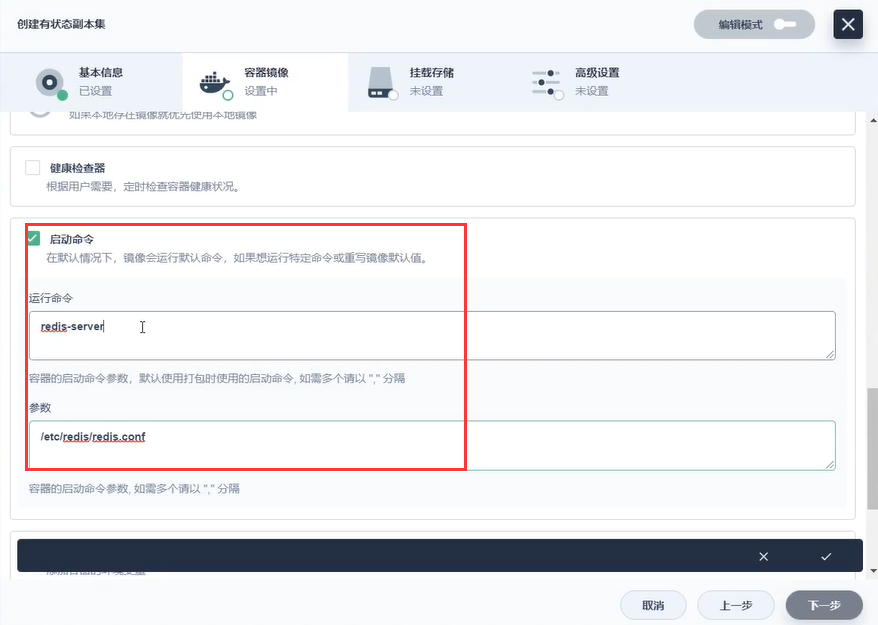 创建有状态副本集
编辑模式
基本信息
已设置
容器镜像
设置中
挂载存储
未设置
高级设置
未设置
如果本地存在镜像就优先使用本地镜像
健康检查器
根据用户需要，定时检查容器健康状况。
启动命令
在默认情况下，镜像会运行默认命令，如果想运行特定命令或重写镜像默认值。
运行命令
redis-server
容器的启动命令参数，默认使用打包时使用的启动命令, 如需多个请以 "," 分隔
参数
/etc/redis/redis.conf
容器的启动命令参数, 如需多个请以 "," 分隔
取消
上一步
下一步